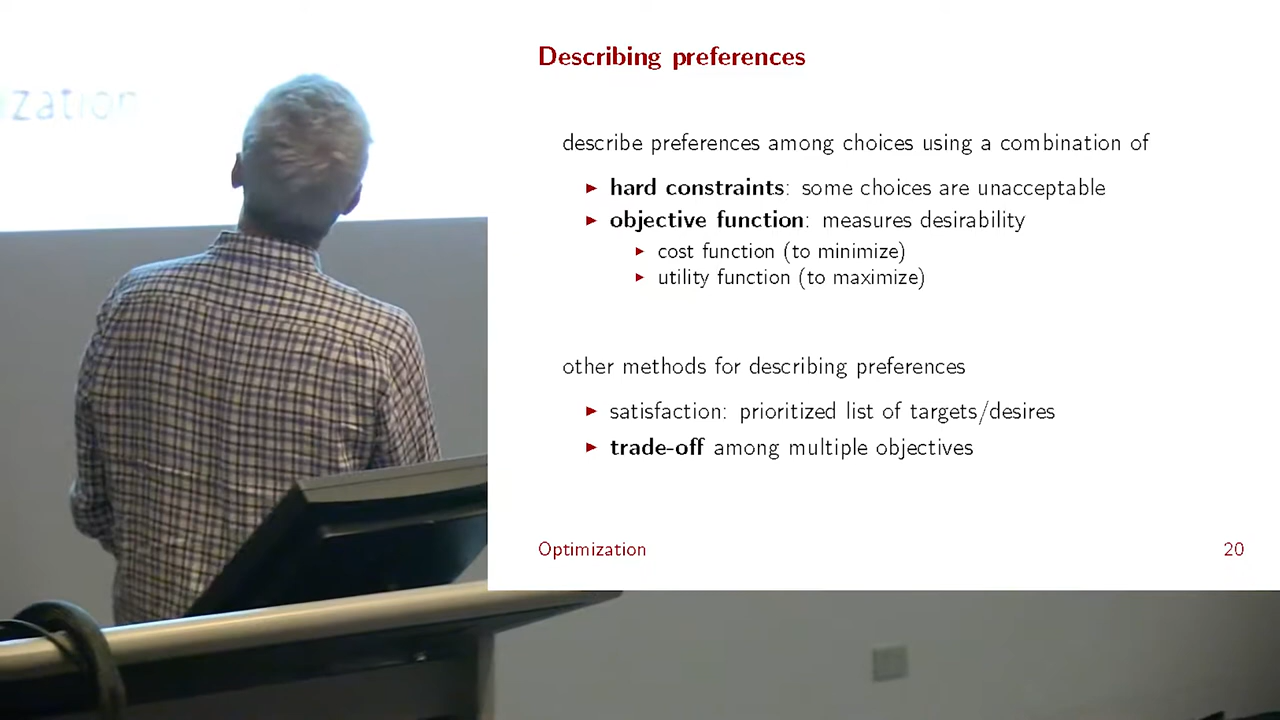 ization
Describing preferences
describe preferences among choices using a combination of
▶ hard constraints: some choices are unacceptable
▶ objective function: measures desirability
▶ cost function (to minimize)
▶ utility function (to maximize)
other methods for describing preferences
▶ satisfaction: prioritized list of targets/desires
▶ trade-off among multiple objectives
Optimization 20